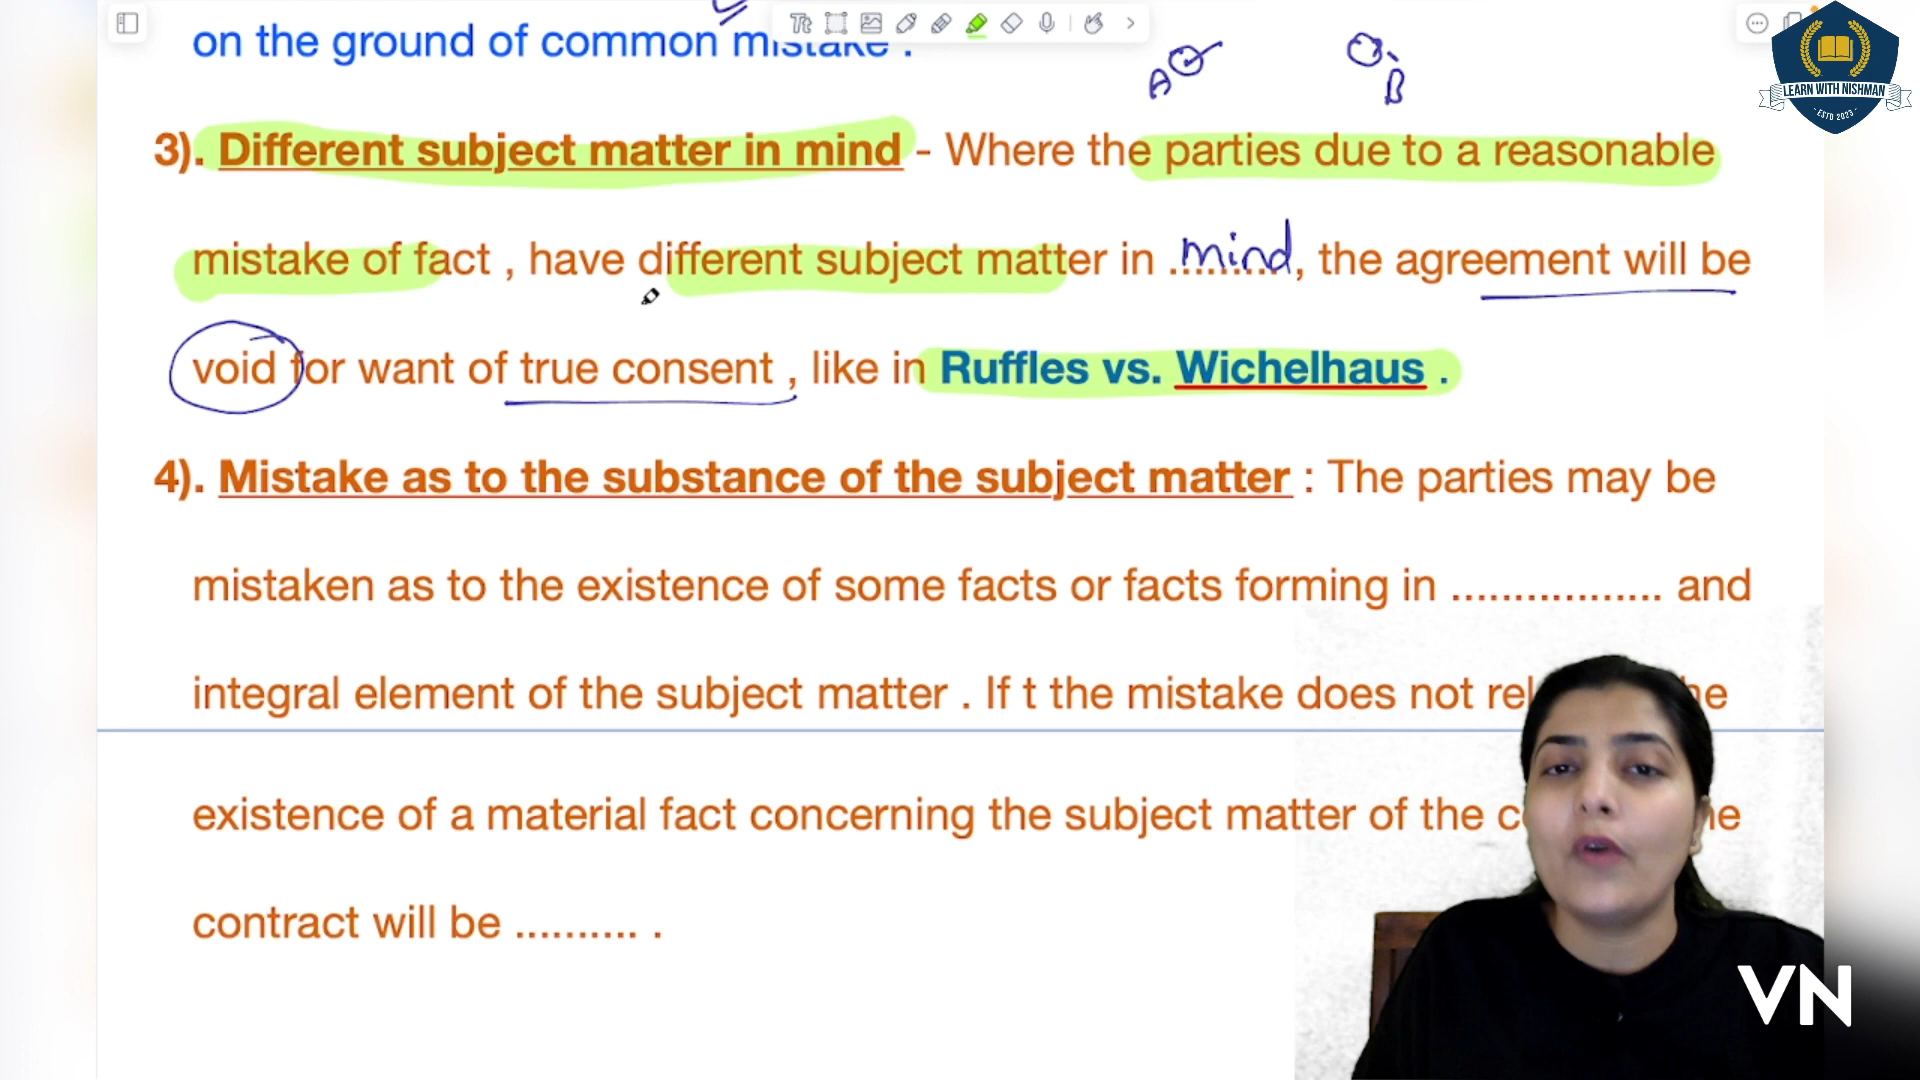 on the ground of common mistake .
A B
3). Different subject matter in mind - Where the parties due to a reasonable
mistake of fact , have different subject matter in ..mind.., the agreement will be
void for want of true consent , like in Ruffles vs. Wichelhaus .
4). Mistake as to the substance of the subject matter : The parties may be
mistaken as to the existence of some facts or facts forming in ................. and
integral element of the subject matter . If t the mistake does not
existence of a material fact concerning the subject matter of the
contract will be .......... .
LEARN WITH NISHMAN
- ESTD 2023 -
VN